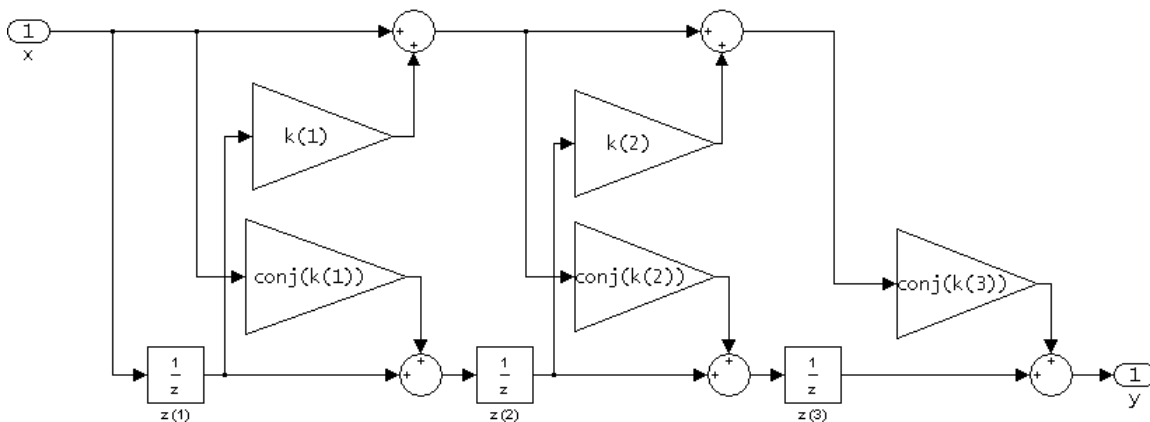 1
x
+
+
k(1)
+
+
k(2)
conj(k(1))
conj(k(2))
conj(k(3))
1
z
z(1)
+
+
1
z
z(2)
+
+
1
z
z(3)
+
+
1
y